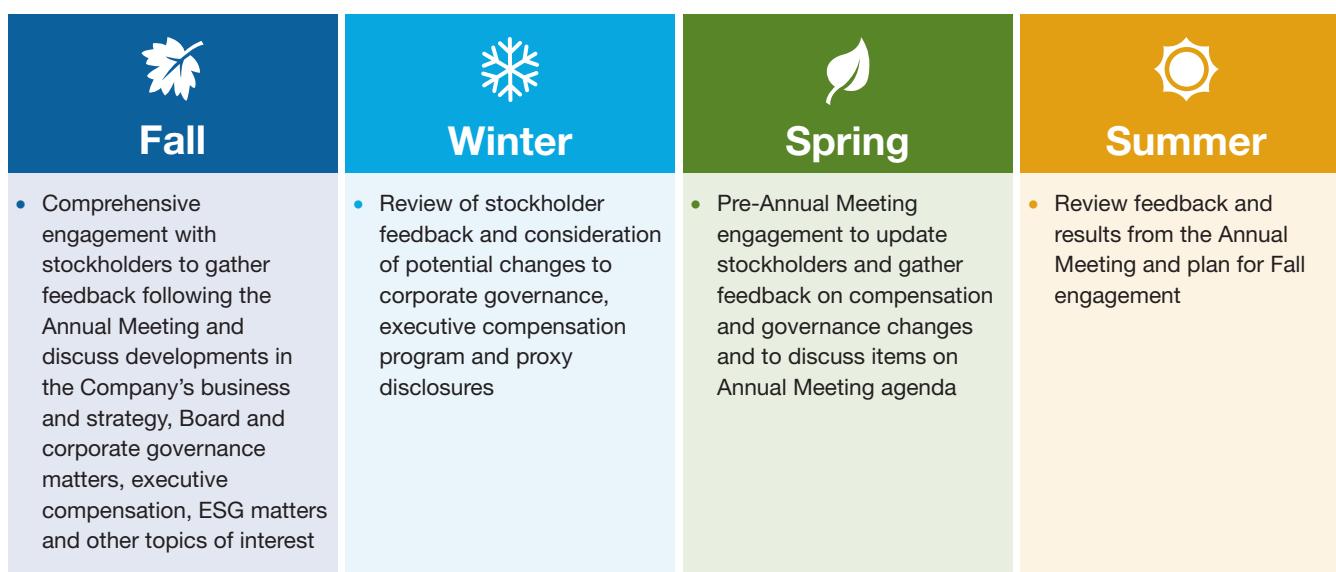 Fall
• Comprehensive
engagement with
stockholders to gather
feedback following the
Annual Meeting and
discuss developments in
the Company’s business
and strategy, Board and
corporate governance
matters, executive
compensation, ESG matters
and other topics of interest
Winter
• Review of stockholder
feedback and consideration
of potential changes to
corporate governance,
executive compensation
program and proxy
disclosures
Spring
• Pre-Annual Meeting
engagement to update
stockholders and gather
feedback on compensation
and governance changes
and to discuss items on
Annual Meeting agenda
Summer
• Review feedback and
results from the Annual
Meeting and plan for Fall
engagement